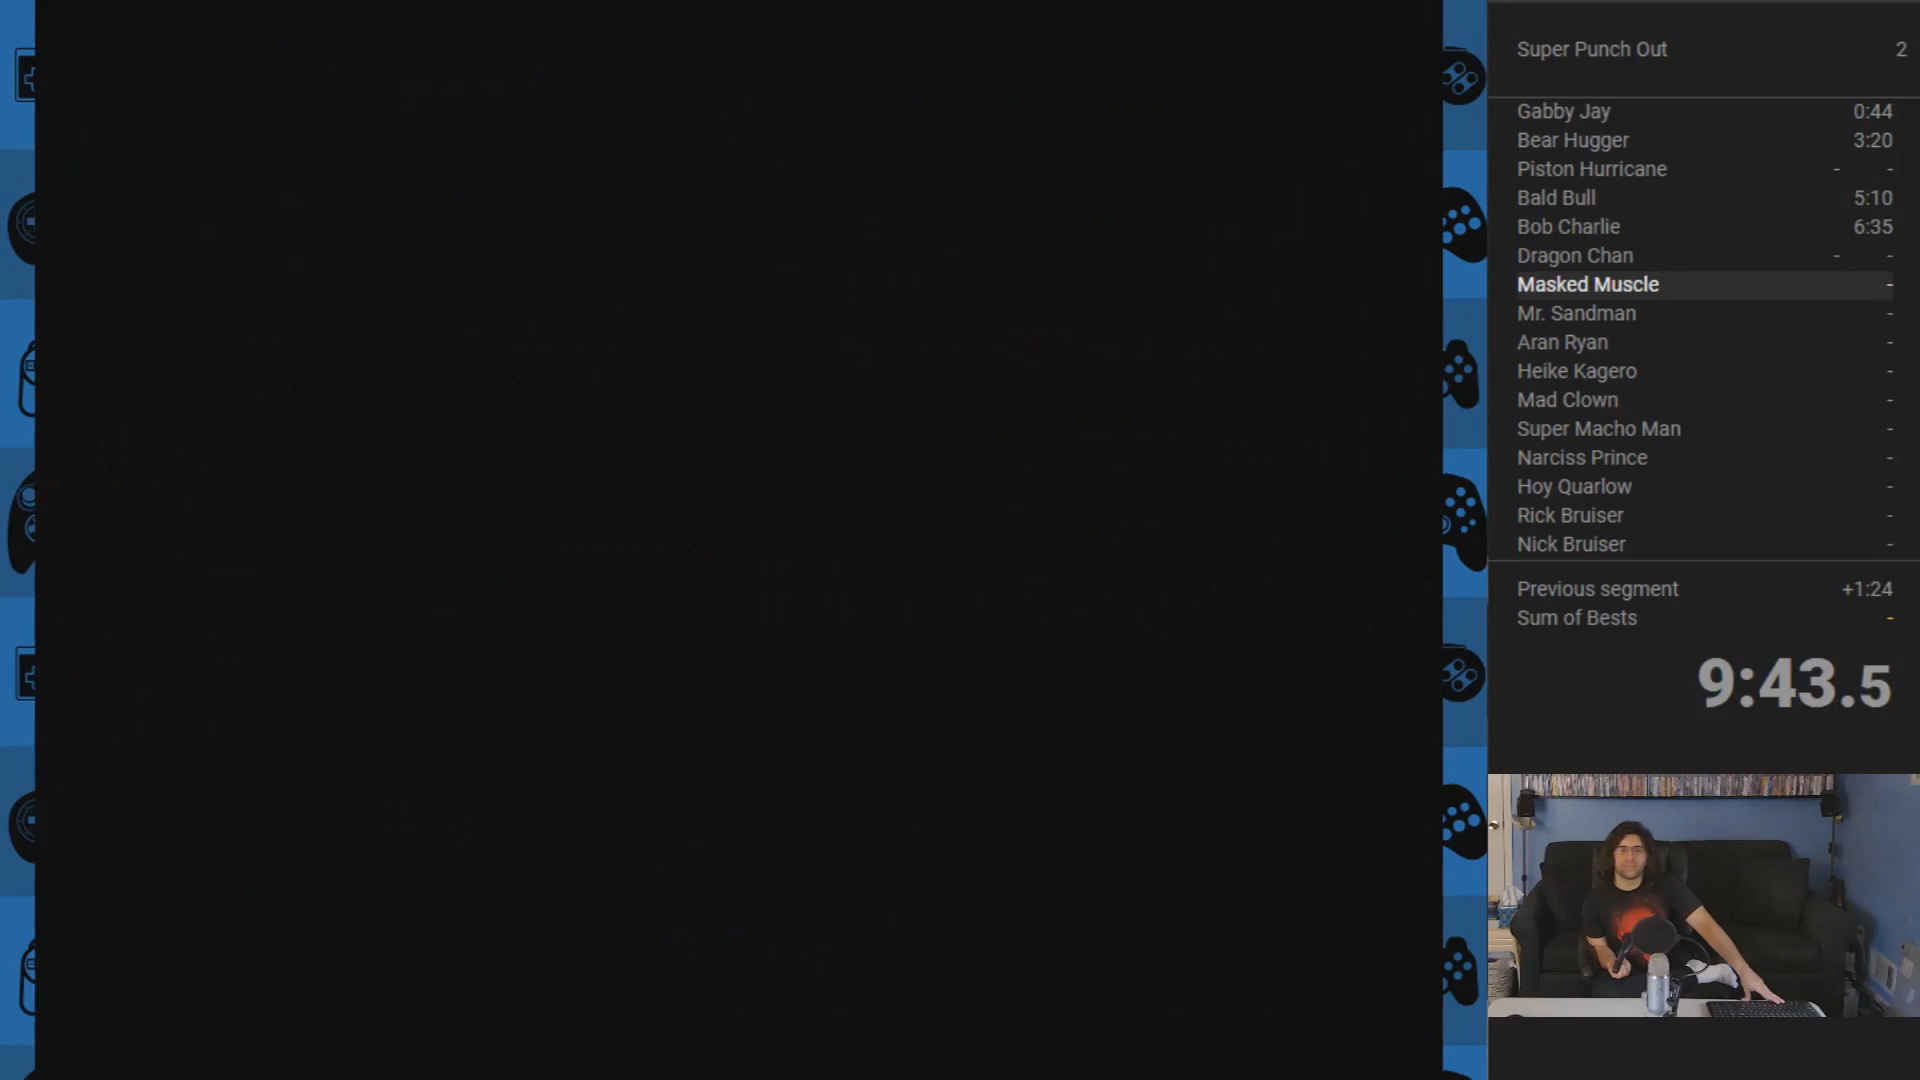 Super Punch Out 2
Gabby Jay 0:44
Bear Hugger 3:20
Piston Hurricane - -
Bald Bull 5:10
Bob Charlie 6:35
Dragon Chan - -
Masked Muscle -
Mr. Sandman -
Aran Ryan -
Heike Kagero -
Mad Clown -
Super Macho Man -
Narciss Prince -
Hoy Quarlow -
Rick Bruiser -
Nick Bruiser -
Previous segment +1:24
Sum of Bests -
9:43.5